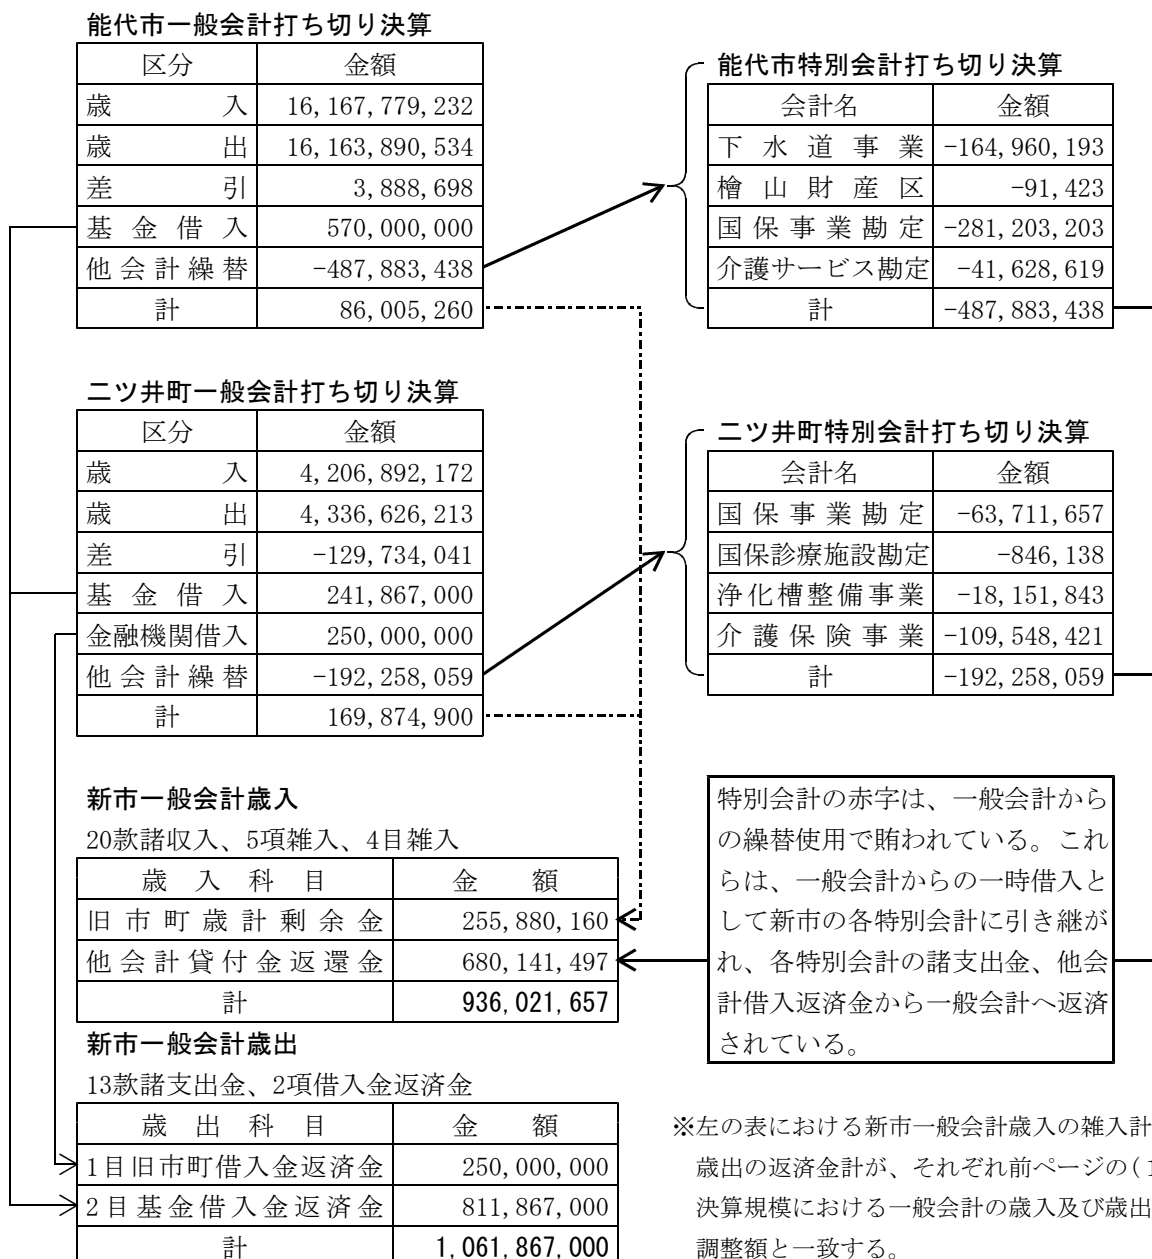 能代市一般会計打ち切り決算
区分 金額
歳入 16,167,779,232
歳出 16,163,890,534
差引 3,888,698
基金借入 570,000,000
他会計繰替 -487,883,438
計 86,005,260
能代市特別会計打ち切り決算
会計名 金額
下水道事業 -164,960,193
檜山財産区 -91,423
国保事業勘定 -281,203,203
介護サービス勘定 -41,628,619
計 -487,883,438
二ツ井町一般会計打ち切り決算
区分 金額
歳入 4,206,892,172
歳出 4,336,626,213
差引 -129,734,041
基金借入 241,867,000
金融機関借入 250,000,000
他会計繰替 -192,258,059
計 169,874,900
二ツ井町特別会計打ち切り決算
会計名 金額
国保事業勘定 -63,711,657
国保診療施設勘定 -846,138
浄化槽整備事業 -18,151,843
介護保険事業 -109,548,421
計 -192,258,059
新市一般会計歳入
20款諸収入、5項雑入、4目雑入
歳入科目 金額
旧市町歳計剰余金 255,880,160
他会計貸付金返還金 680,141,497
計 936,021,657
特別会計の赤字は、一般会計から
の繰替使用で賄われている。これ
らは、一般会計からの一時借入と
して新市の各特別会計に引き継が
れ、各特別会計の諸支出金、他会
計借入返済金から一般会計へ返済
されている。
新市一般会計歳出
13款諸支出金、2項借入金返済金
歳出科目 金額
1目旧市町借入金返済金 250,000,000
2目基金借入金返済金 811,867,000
計 1,061,867,000
※左の表における新市一般会計歳入の雑入計
歳出の返済金計が、それぞれ前ページの(1
決算規模における一般会計の歳入及び歳出
調整額と一致する。